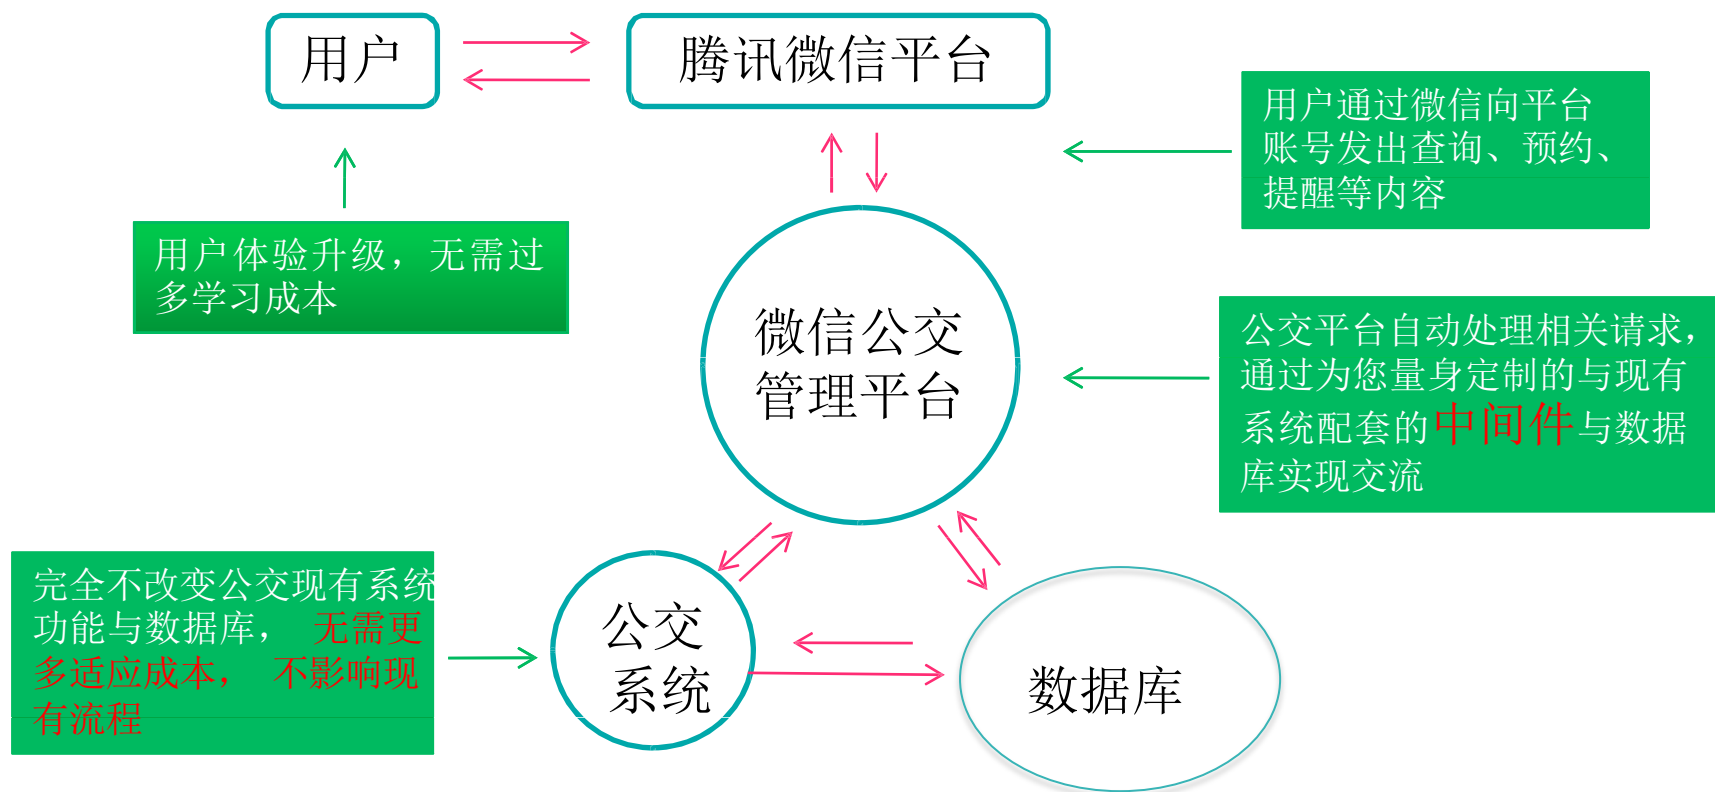 用户
腾讯微信平台
用户通过微信向平台
账号发出查询、预约、
提醒等内容
用户体验升级，无需过
多学习成本
微信公交
管理平台
公交平台自动处理相关请求，
通过为您量身定制的与现有
系统配套的中间件与数据
库实现交流
完全不改变公交现有系统
功能与数据库， 无需更
多适应成本， 不影响现
有流程
公交
系统
数据库